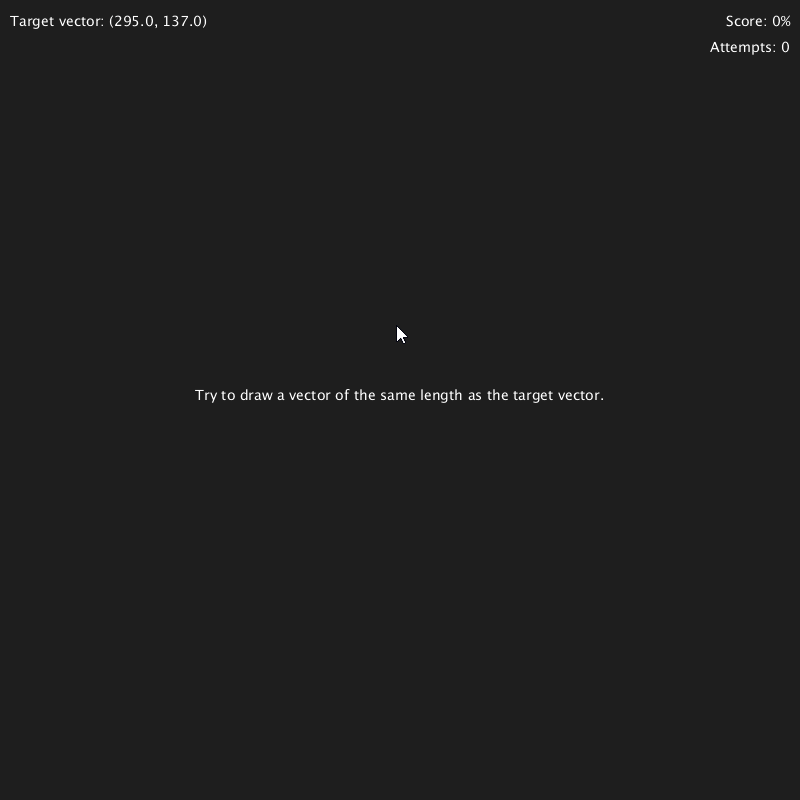 Target vector: (295.0, 137.0)
Score: 0%
Attempts: 0
Try to draw a vector of the same length as the target vector.